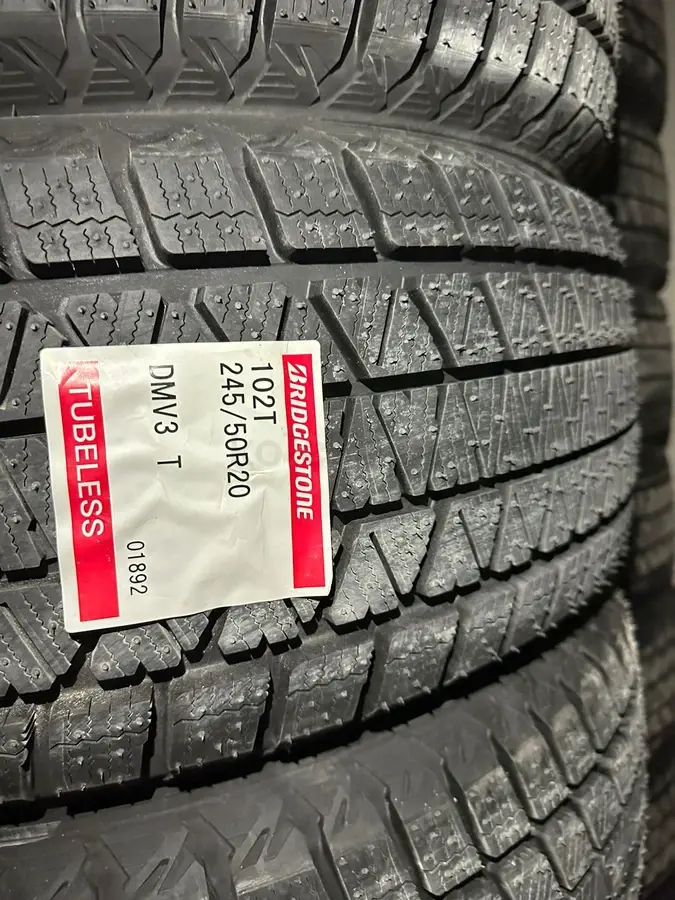 BRIDGESTONE
102T
245/50R20
DMV3 T
01892
TUBELESS